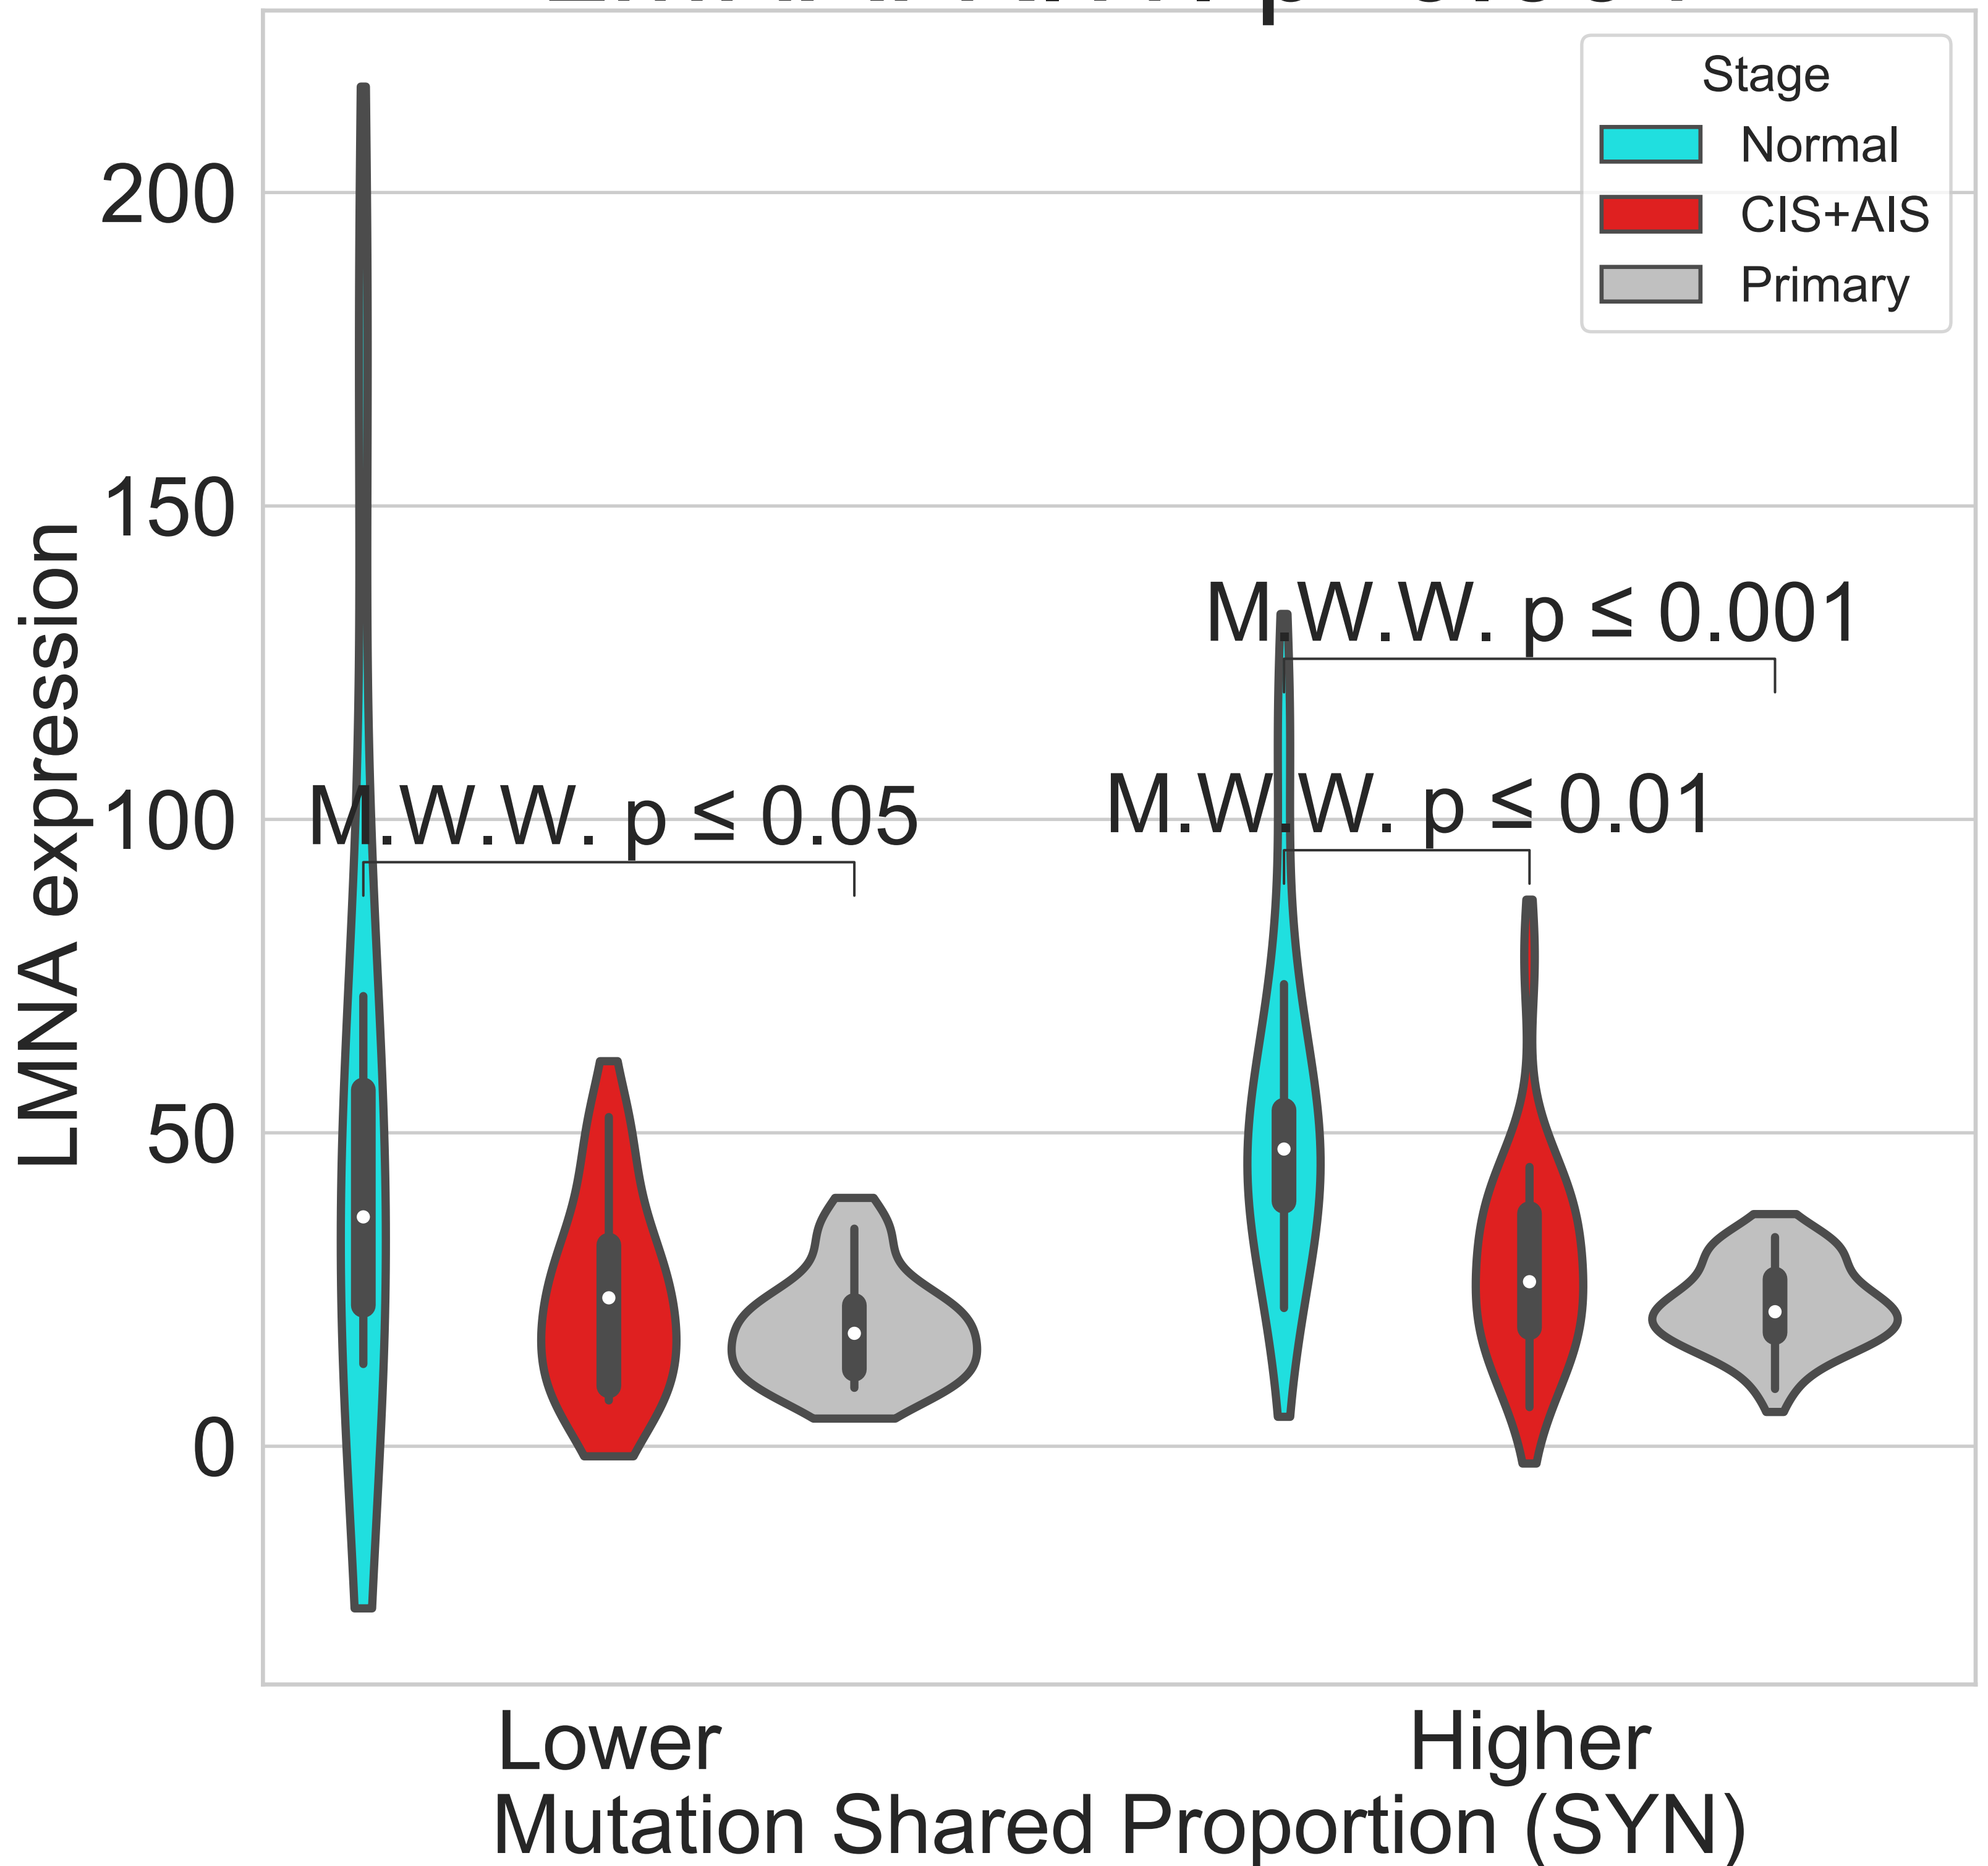 Stage
Normal
CIS+AIS
Primary
200
150
100
50
0
LMNA expression
M.W.W. p ≤ 0.001
M.W.W. p ≤ 0.05
M.W.W. p ≤ 0.01
Lower
Higher
Mutation Shared Proportion (SYN)